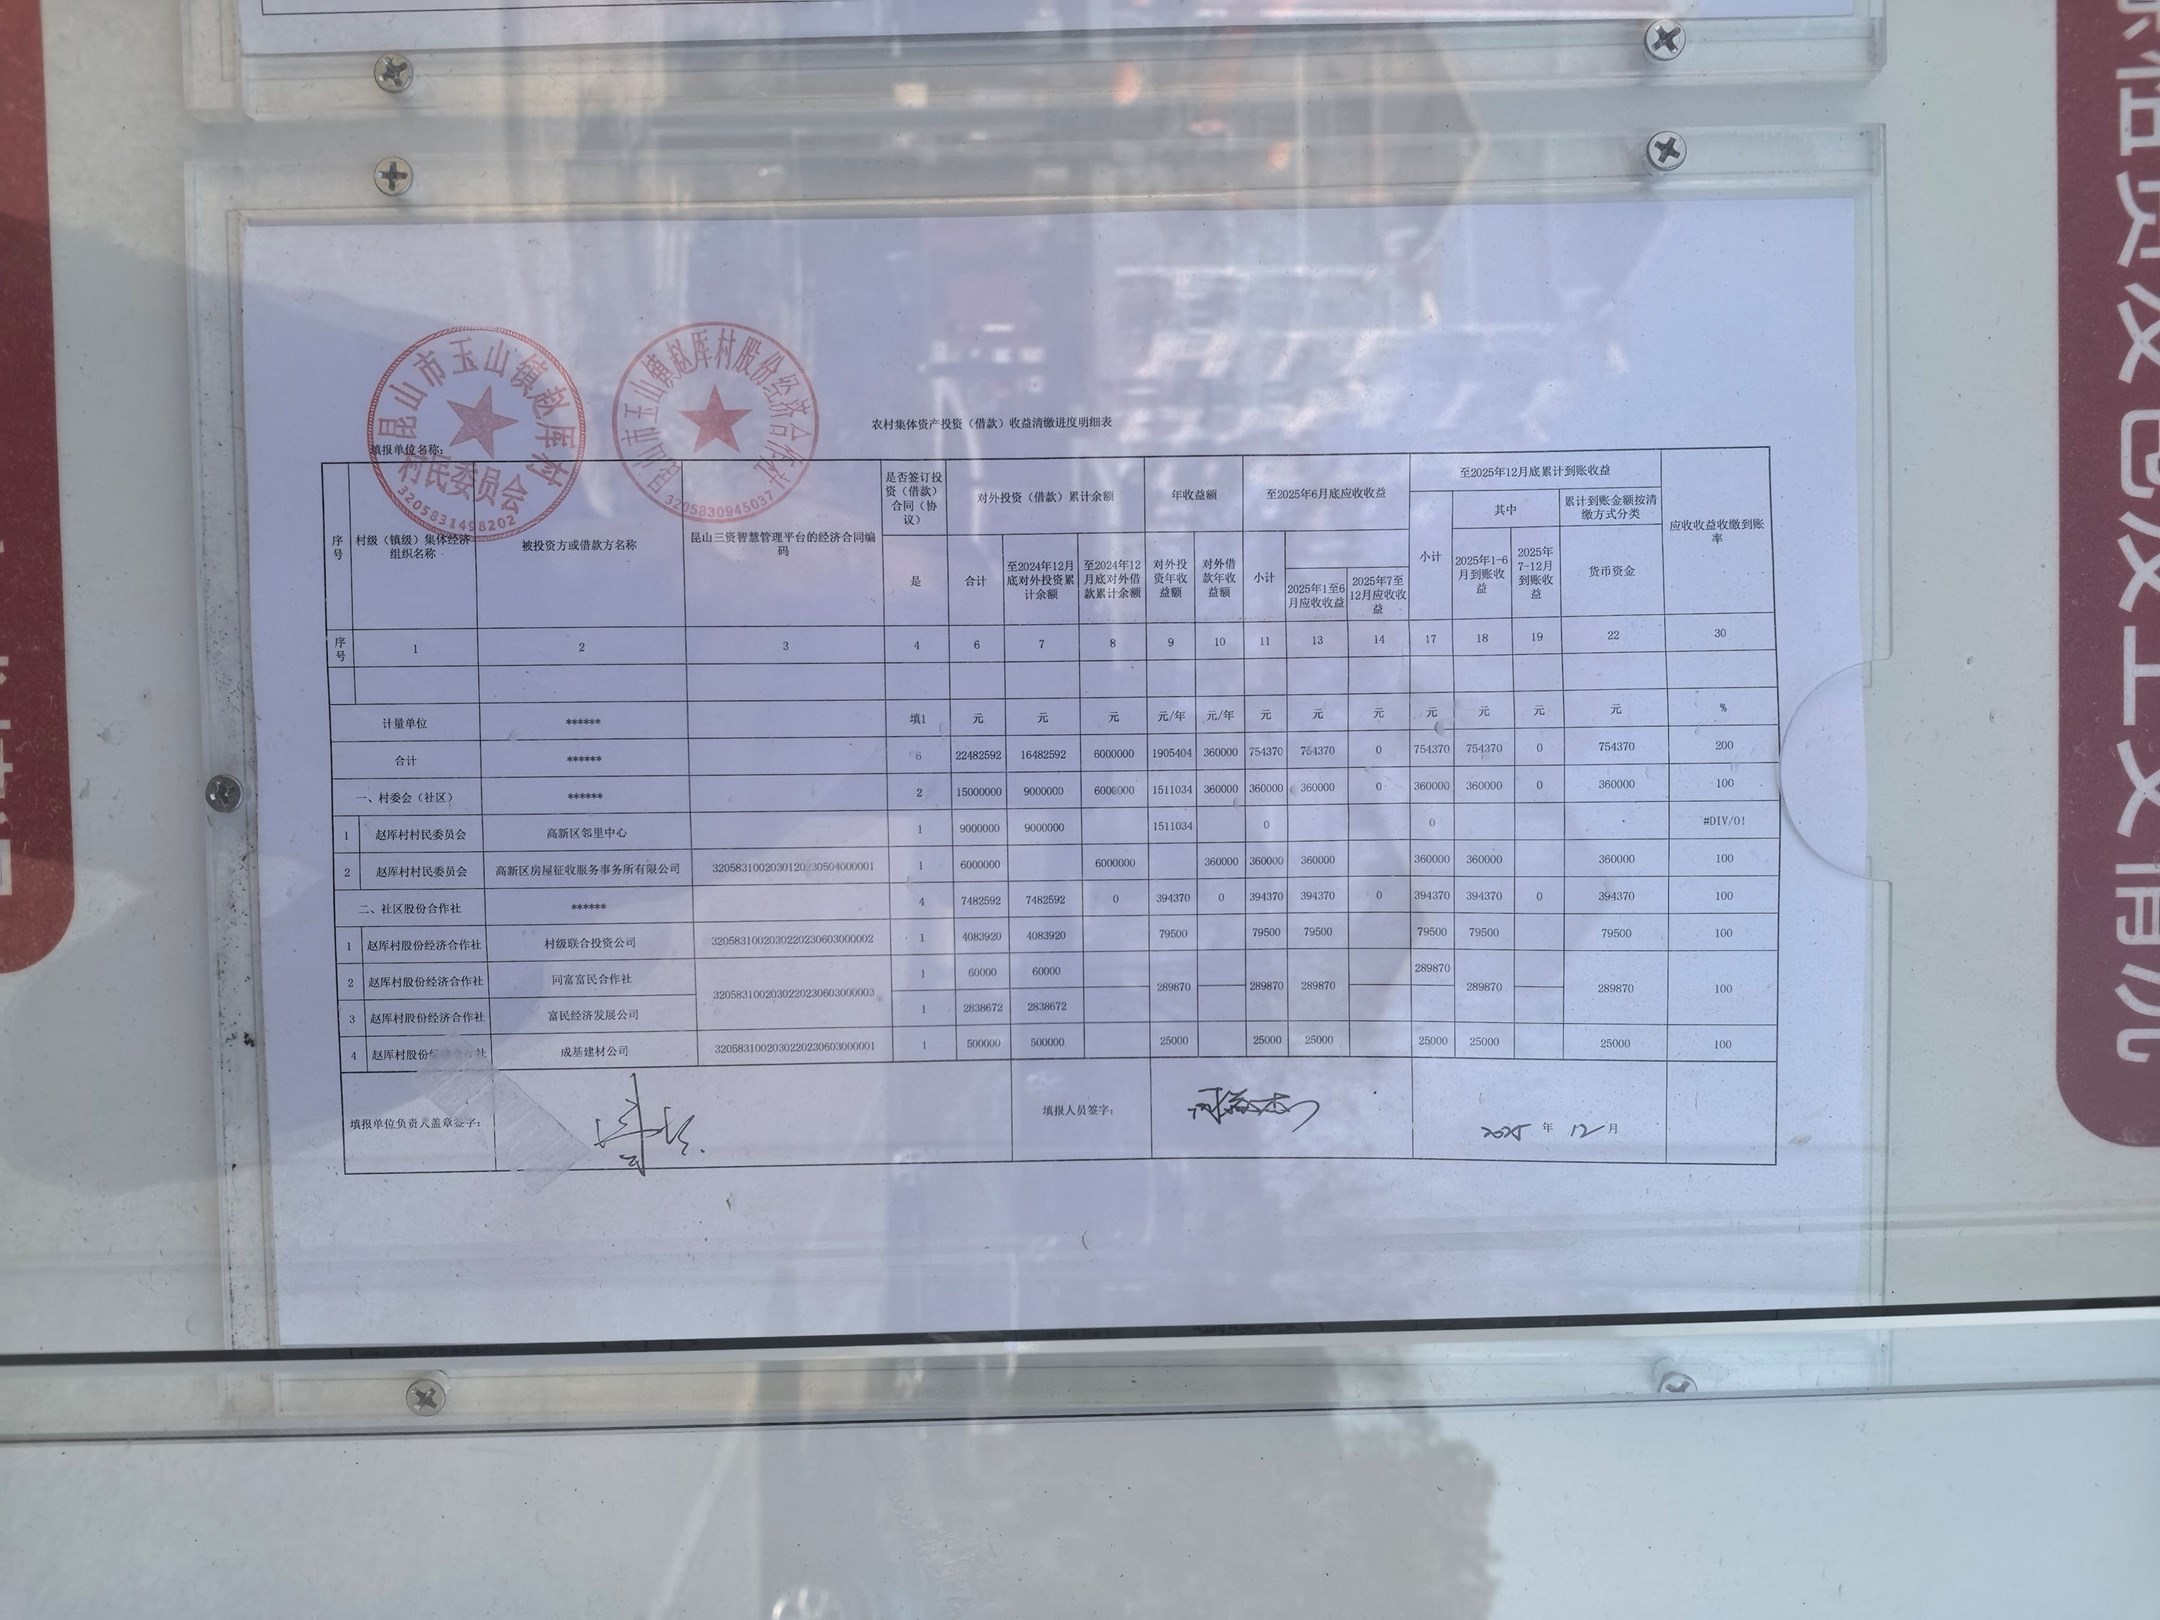 昆山市玉山镇赵厍村
村民委员会
3205831498202
昆山市玉山镇赵厍村股份经济合作社
3205830945037
农村集体资产投资（借款）收益清缴进度明细表
填报单位名称：
序号 村级（镇级）集体经济组织名称 被投资方或借款方名称 昆山三资智慧管理平台的经济合同编码 是否签订投资（借款）合同（协议） 对外投资（借款）累计余额 年收益额 至2025年6月底应收收益 至2025年12月底累计到账收益 应收收益收缴到账率
其中 累计到账金额按清缴方式分类
是 合计 至2024年12月底对外投资累计余额 至2024年12月底对外借款累计余额 对外投资年收益额 对外借款年收益额 小计 2025年1至6月应收收益 2025年7至12月应收收益 小计 2025年1-6月到账收益 2025年7-12月到账收益 货币资金
序号 1 2 3 4 6 7 8 9 10 11 13 14 17 18 19 22 30
计量单位 ****** 填1 元 元 元 元/年 元/年 元 元 元 元 元 元 元 %
合计 ****** 6 22482592 16482592 6000000 1905404 360000 754370 754370 0 754370 754370 0 754370 200
一、村委会（社区） ****** 2 15000000 9000000 6000000 1511034 360000 360000 360000 0 360000 360000 0 360000 100
1 赵厍村村民委员会 高新区邻里中心 1 9000000 9000000 1511034 0 0 #DIV/0!
2 赵厍村村民委员会 高新区房屋征收服务事务所有限公司 3205831002030120230504000001 1 6000000 6000000 360000 360000 360000 360000 360000 360000 100
二、社区股份合作社 ****** 4 7482592 7482592 0 394370 0 394370 394370 0 394370 394370 0 394370 100
1 赵厍村股份经济合作社 村级联合投资公司 3205831002030220230603000002 1 4083920 4083920 79500 79500 79500 79500 79500 79500 100
2 赵厍村股份经济合作社 同富富民合作社 3205831002030220230603000003 1 60000 60000 289870 289870 289870 289870 289870 289870 100
3 赵厍村股份经济合作社 富民经济发展公司 1 2838672 2838672
4 赵厍村股份经济合作社 成基建材公司 3205831002030220230603000001 1 500000 500000 25000 25000 25000 25000 25000 25000 100
填报单位负责人盖章签字： 填报人员签字： 2025 年 12 月